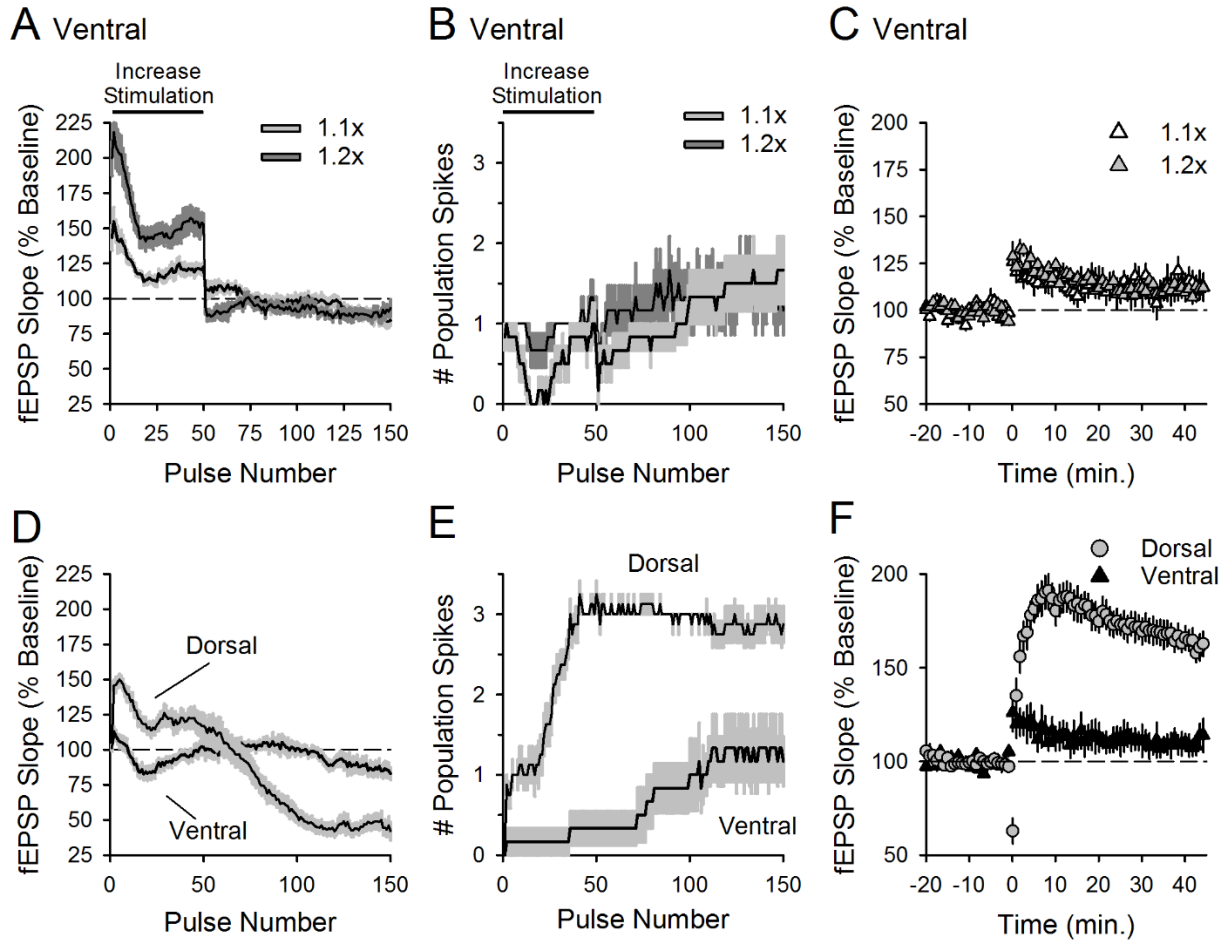 A Ventral
Increase
Stimulation
1.1x
1.2x
fEPSP Slope (% Baseline)
225
200
175
150
125
100
75
50
25
0 25 50 75 100 125 150
Pulse Number
B Ventral
Increase
Stimulation
1.1x
1.2x
# Population Spikes
3
2
1
0
0 50 100 150
Pulse Number
C Ventral
1.1x
1.2x
fEPSP Slope (% Baseline)
200
175
150
125
100
75
50
-20 -10 0 10 20 30 40
Time (min.)
D
fEPSP Slope (% Baseline)
225
200
175
150
125
100
75
50
25
Dorsal
Ventral
0 50 100 150
Pulse Number
E
# Population Spikes
3
2
1
0
Dorsal
Ventral
0 50 100 150
Pulse Number
F
Dorsal
Ventral
fEPSP Slope (% Baseline)
200
150
100
50
-20 -10 0 10 20 30 40
Time (min.)